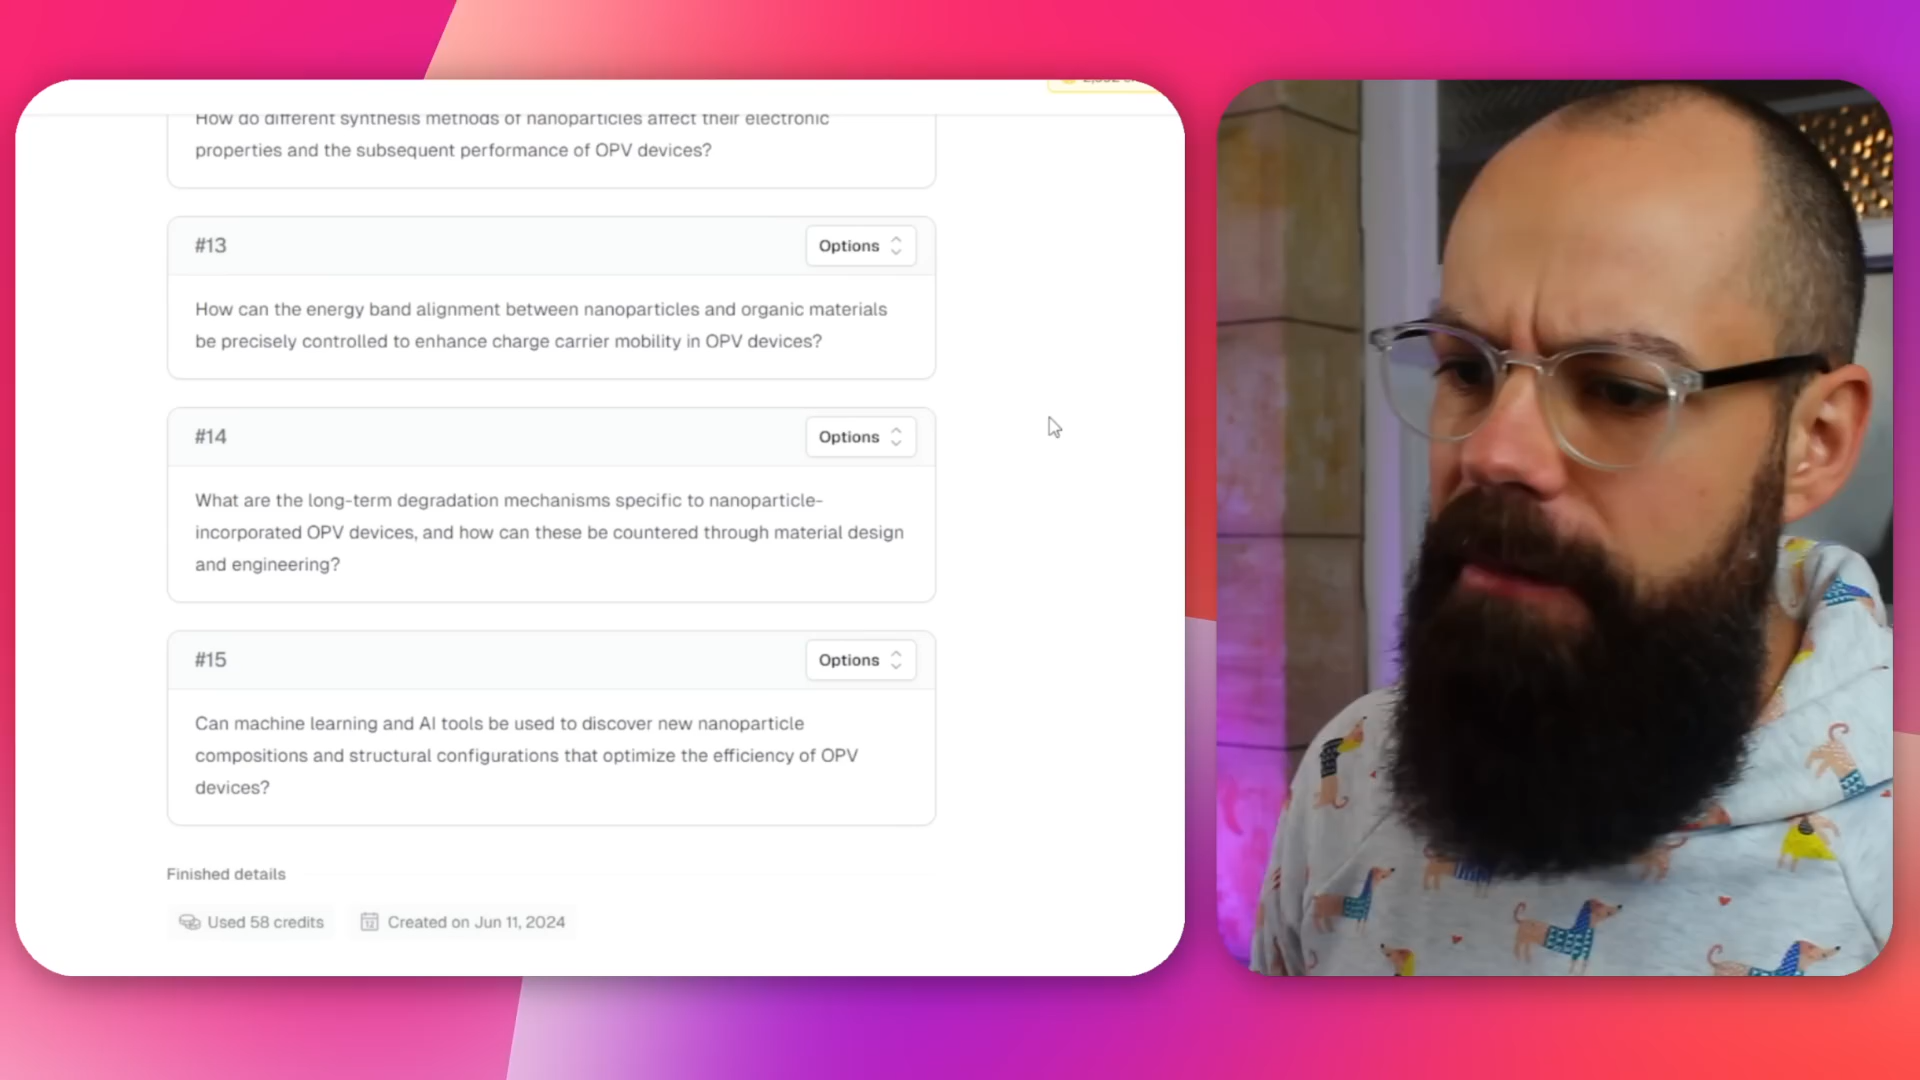 How do different synthesis methods of nanoparticles affect their electronic
properties and the subsequent performance of OPV devices?
#13
Options
How can the energy band alignment between nanoparticles and organic materials
be precisely controlled to enhance charge carrier mobility in OPV devices?
#14
Options
What are the long-term degradation mechanisms specific to nanoparticle-
incorporated OPV devices, and how can these be countered through material design
and engineering?
#15
Options
Can machine learning and AI tools be used to discover new nanoparticle
compositions and structural configurations that optimize the efficiency of OPV
devices?
Finished details
Used 58 credits
Created on Jun 11, 2024